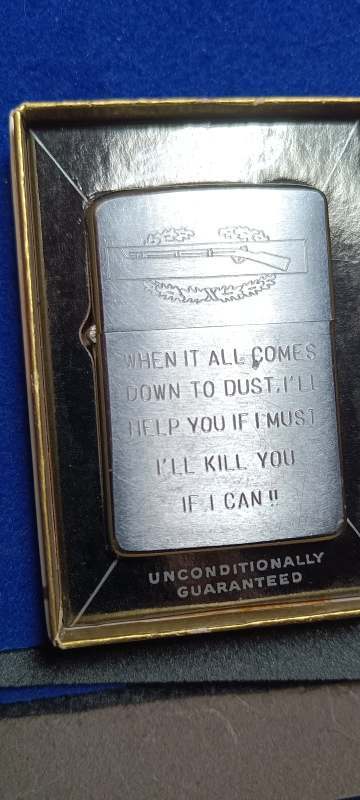 WHEN IT ALL COMES
DOWN TO DUST, I'LL
HELP YOU IF I MUST
I'LL KILL YOU
IF I CAN !!
UNCONDITIONALLY
GUARANTEED